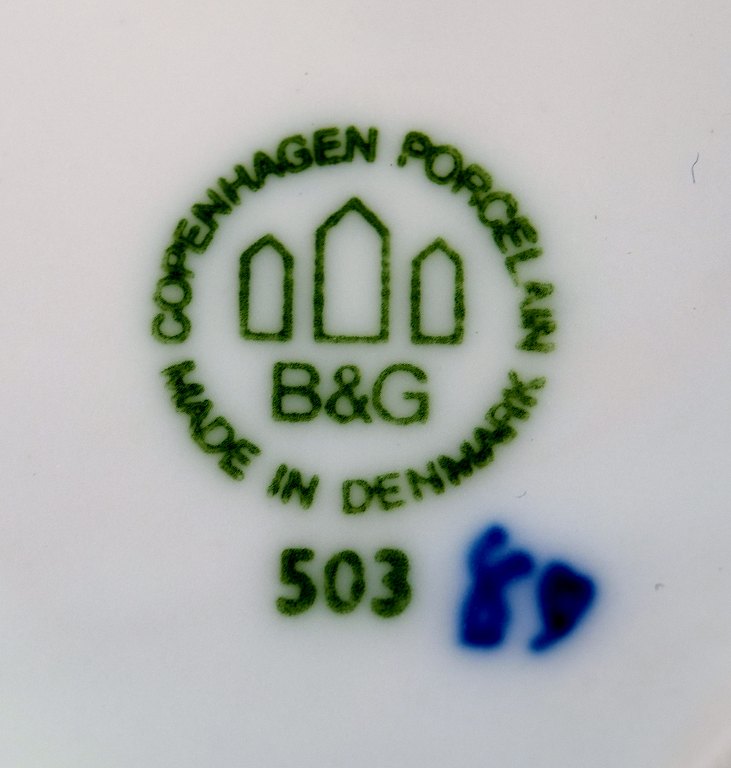 COPENHAGEN PORCELAIN
B&G
MADE IN DENMARK
503